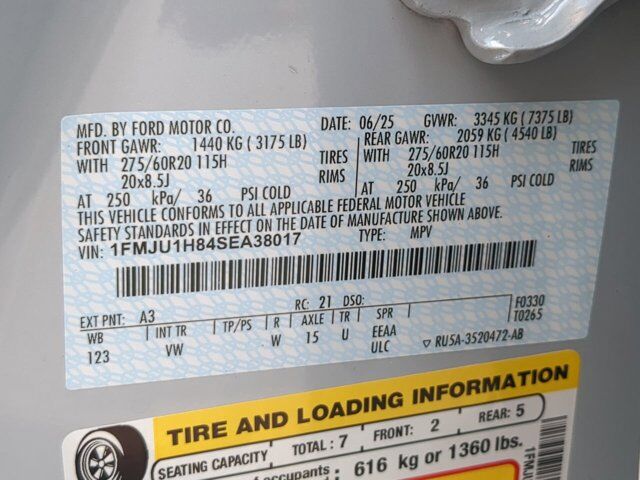 MFD. BY FORD MOTOR CO. DATE: 06/25 GVWR: 3345 KG (7375 LB)
FRONT GAWR: 1440 KG (3175 LB) REAR GAWR: 2059 KG (4540 LB)
WITH 275/60R20 115H TIRES WITH 275/60R20 115H TIRES
20x8.5J RIMS 20x8.5J RIMS
AT 250 kPa/ 36 PSI COLD AT 250 kPa/ 36 PSI COLD
THIS VEHICLE CONFORMS TO ALL APPLICABLE FEDERAL MOTOR VEHICLE
SAFETY STANDARDS IN EFFECT ON THE DATE OF MANUFACTURE SHOWN ABOVE.
VIN: 1FMJU1H84SEA38017 TYPE: MPV
EXT PNT: A3 RC: 21 DSO: F0330
WB INT TR TP/PS R AXLE TR SPR T0265
123 VW W 15 U EEAA
ULC ▽ RU5A-3520472-AB
TIRE AND LOADING INFORMATION
SEATING CAPACITY TOTAL: 7 FRONT: 2 REAR: 5
occupants : 616 kg or 1360 lbs.